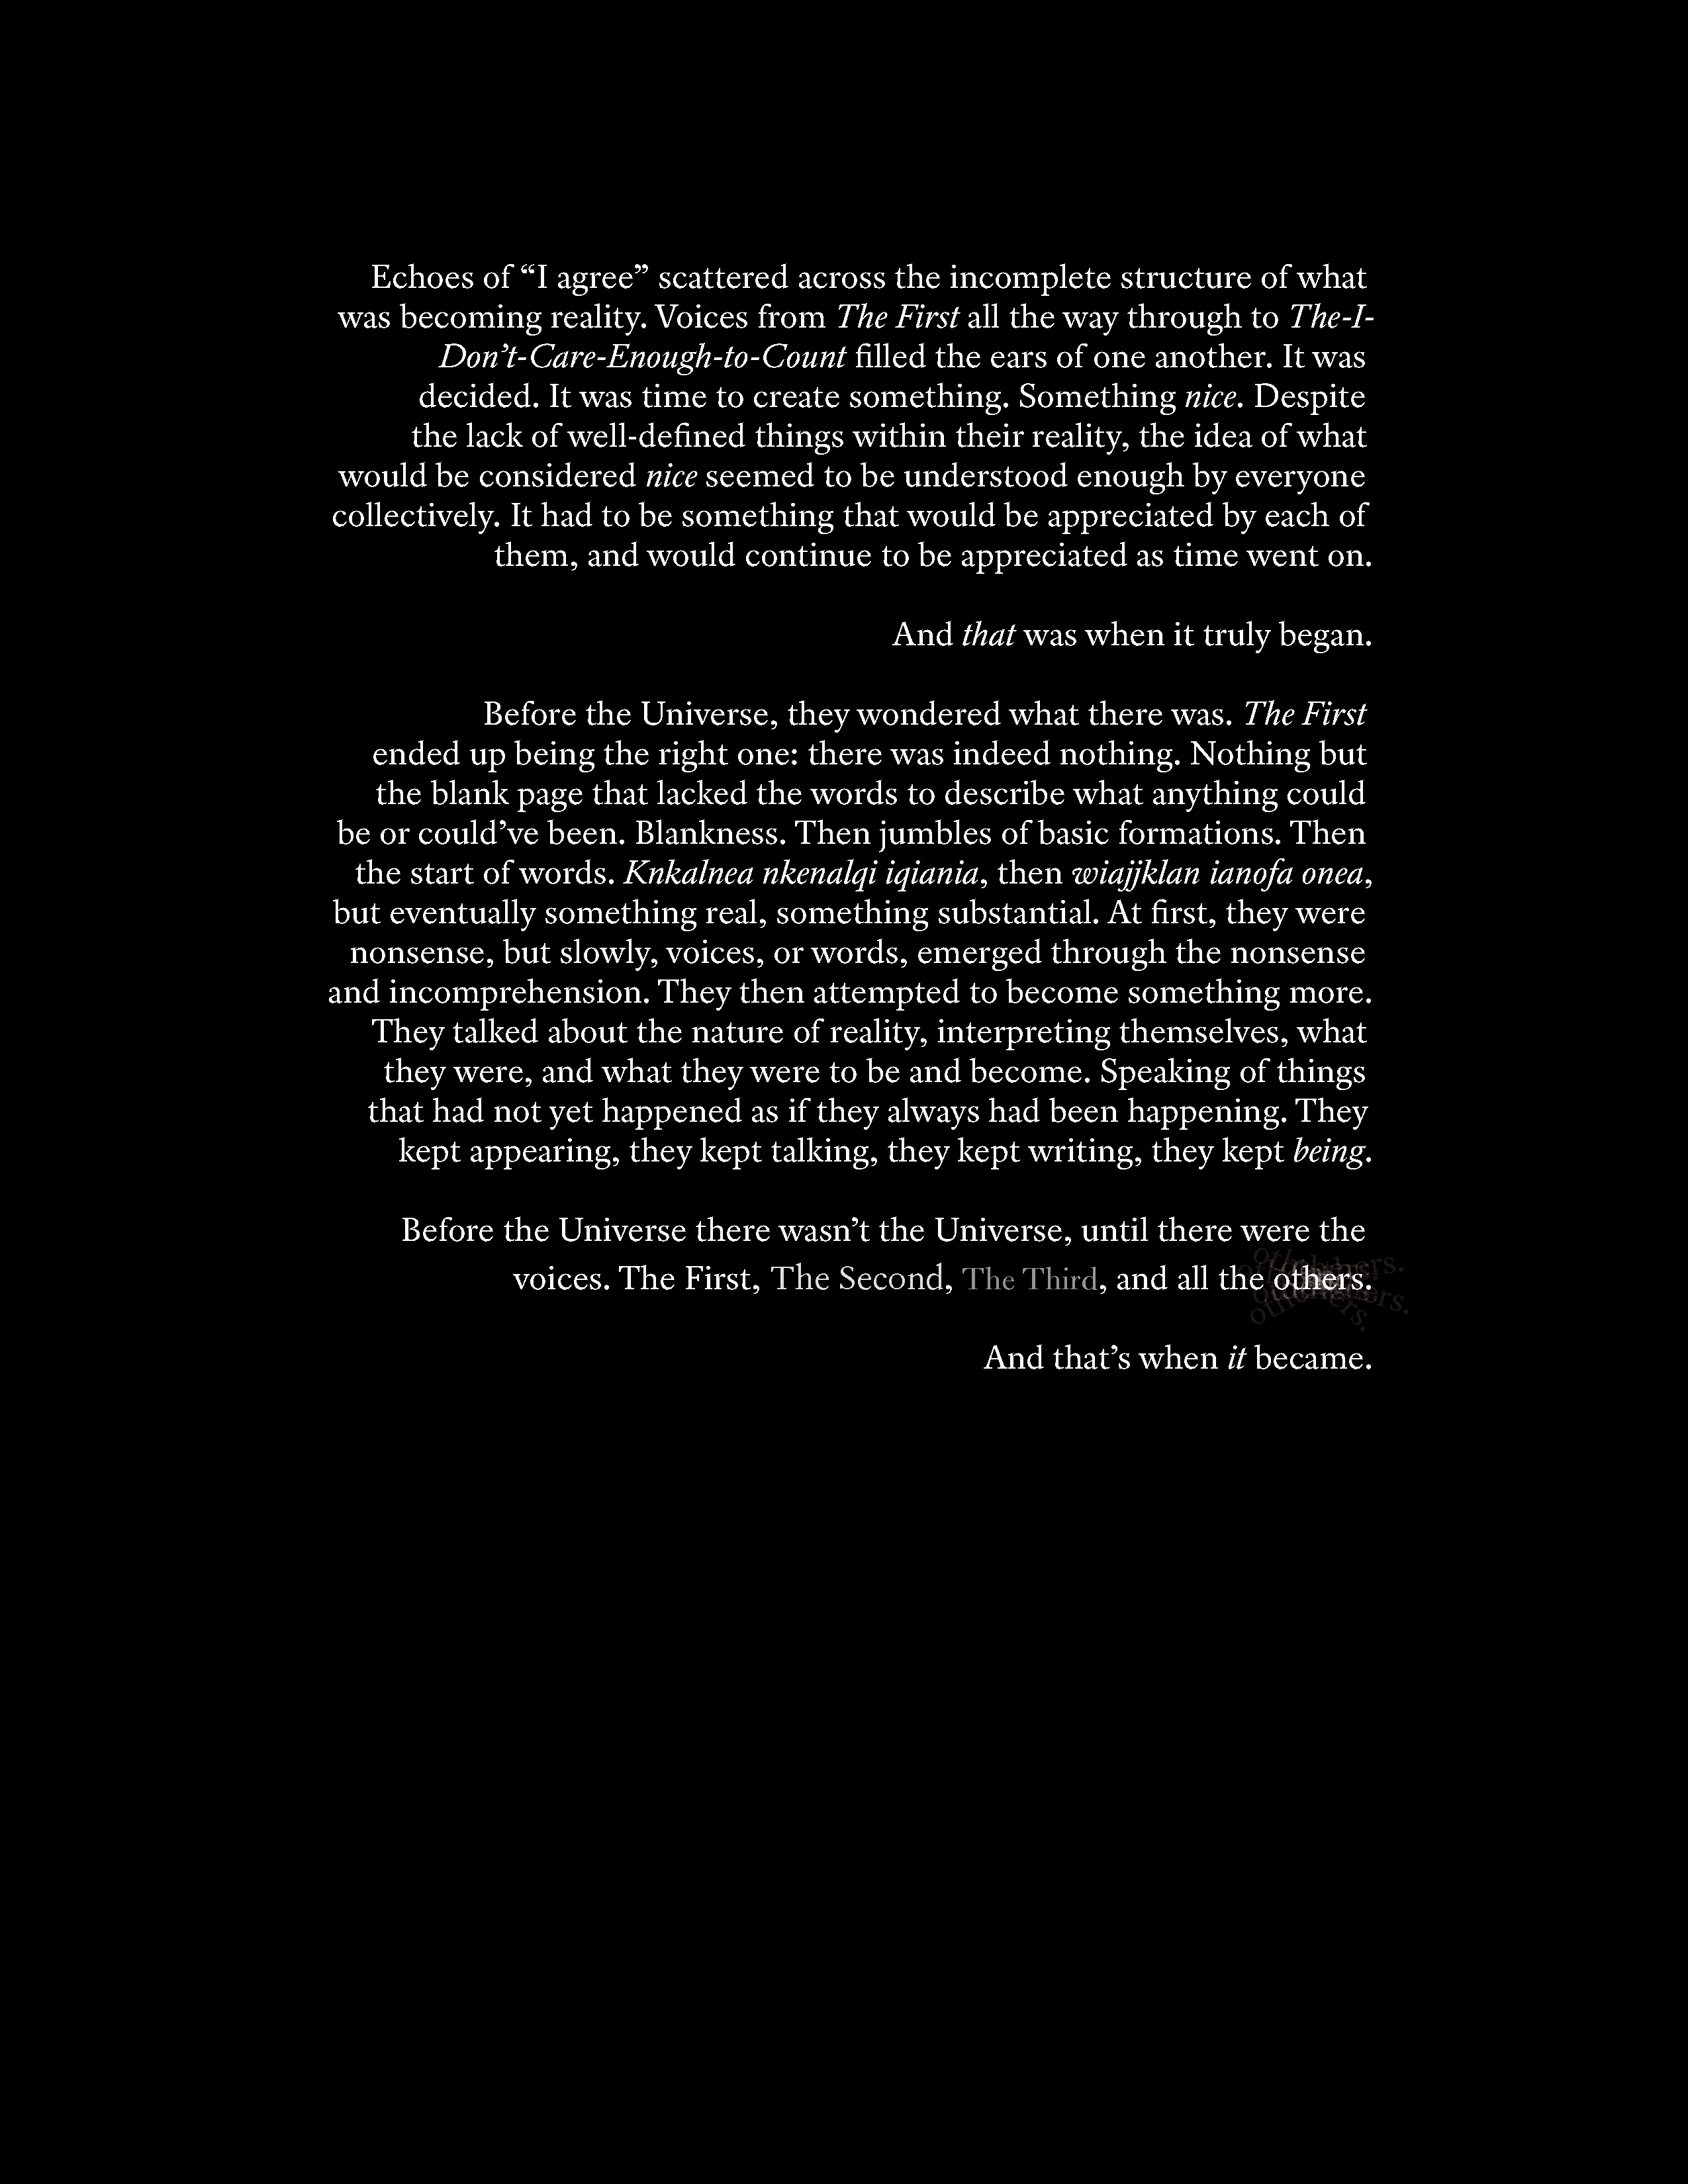 Echoes of “I agree” scattered across the incomplete structure of what
was becoming reality. Voices from The First all the way through to The-I-
Don’t-Care-Enough-to-Count filled the ears of one another. It was
decided. It was time to create something. Something nice. Despite
the lack of well-defined things within their reality, the idea of what
would be considered nice seemed to be understood enough by everyone
collectively. It had to be something that would be appreciated by each of
them, and would continue to be appreciated as time went on.
And that was when it truly began.
Before the Universe, they wondered what there was. The First
ended up being the right one: there was indeed nothing. Nothing but
the blank page that lacked the words to describe what anything could
be or could’ve been. Blankness. Then jumbles of basic formations. Then
the start of words. Knkalnea nkenalqi iqiania, then wiajjklan ianofa onea,
but eventually something real, something substantial. At first, they were
nonsense, but slowly, voices, or words, emerged through the nonsense
and incomprehension. They then attempted to become something more.
They talked about the nature of reality, interpreting themselves, what
they were, and what they were to be and become. Speaking of things
that had not yet happened as if they always had been happening. They
kept appearing, they kept talking, they kept writing, they kept being.
Before the Universe there wasn’t the Universe, until there were the
voices. The First, The Second, The Third, and all the others.
And that’s when it became.